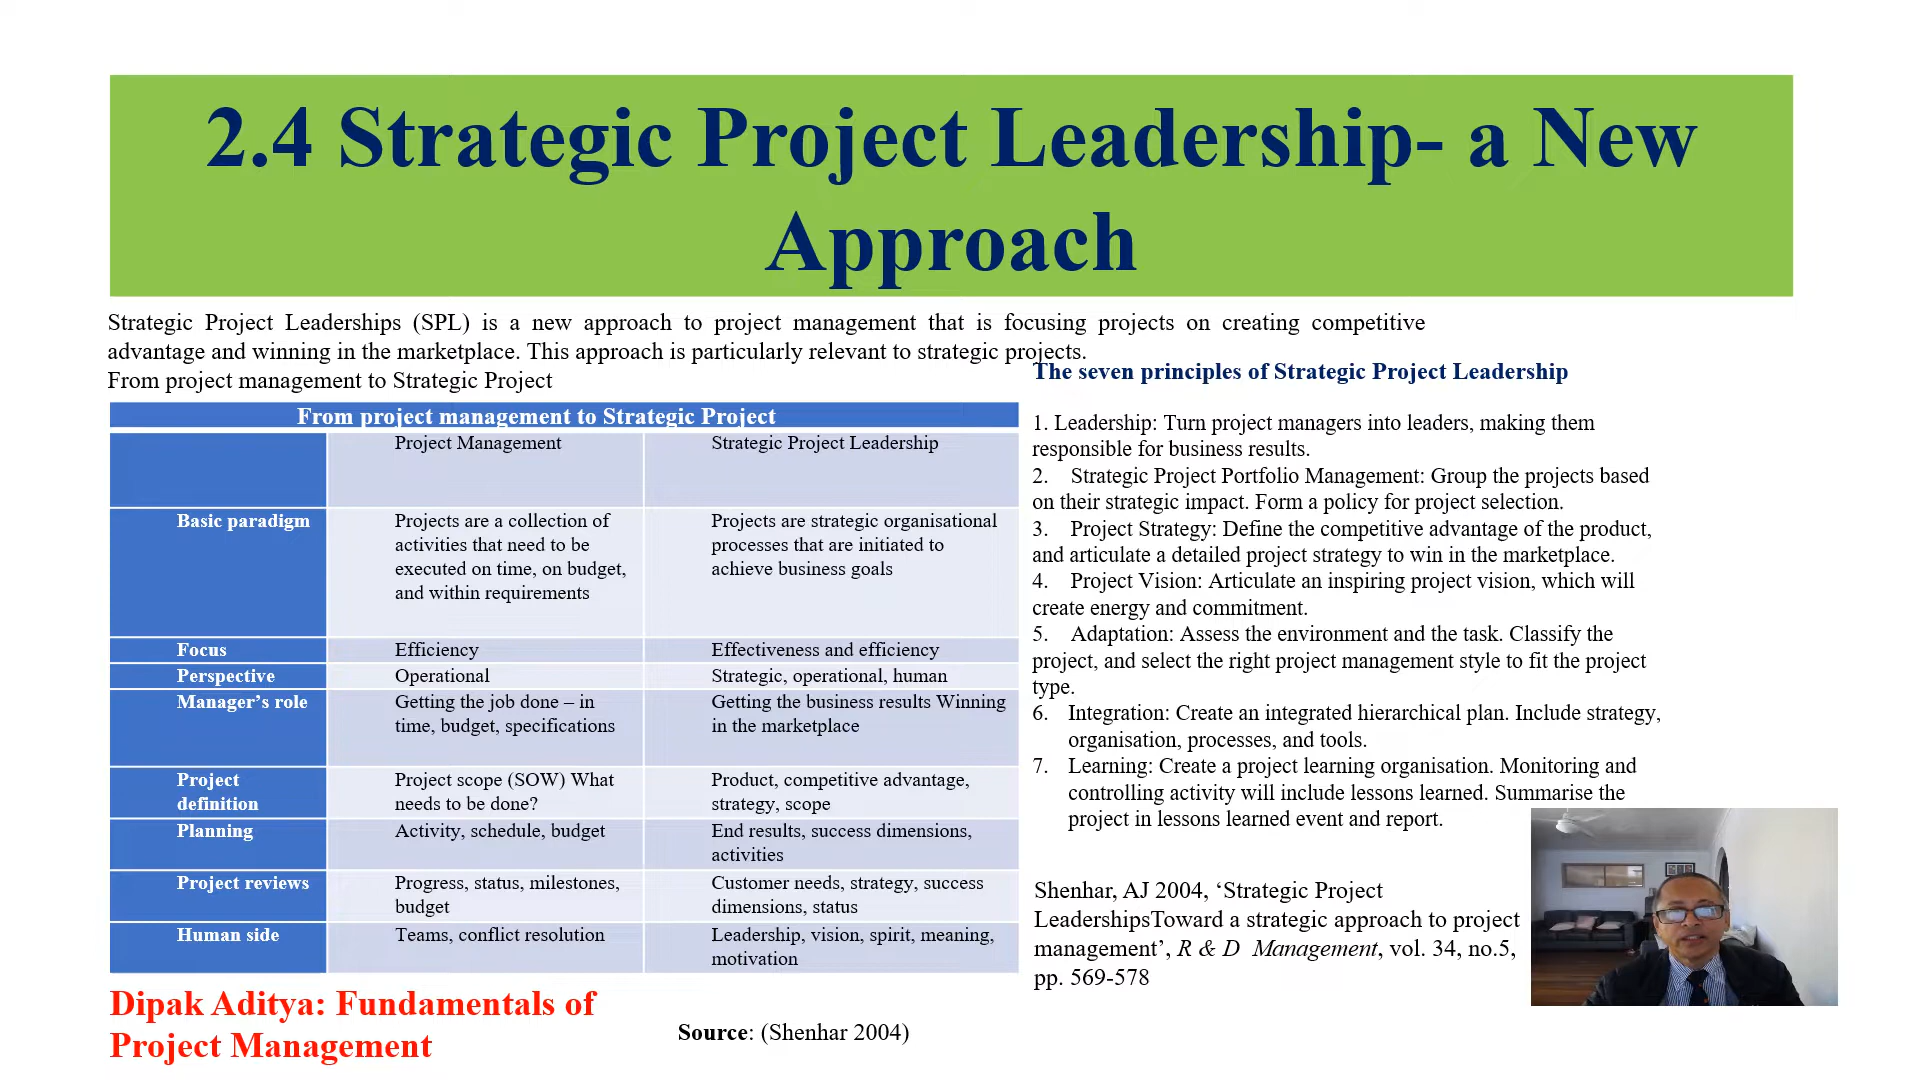 2.4 Strategic Project Leadership- a New
Approach
Strategic Project Leaderships (SPL) is a new approach to project management that is focusing projects on creating competitive
advantage and winning in the marketplace. This approach is particularly relevant to strategic projects.
From project management to Strategic Project
From project management to Strategic Project
Project Management
Strategic Project Leadership
Basic paradigm
Projects are a collection of
activities that need to be
executed on time, on budget,
and within requirements
Projects are strategic organisational
processes that are initiated to
achieve business goals
Focus
Efficiency
Effectiveness and efficiency
Perspective
Operational
Strategic, operational, human
Manager’s role
Getting the job done – in
time, budget, specifications
Getting the business results Winning
in the marketplace
Project
definition
Project scope (SOW) What
needs to be done?
Product, competitive advantage,
strategy, scope
Planning
Activity, schedule, budget
End results, success dimensions,
activities
Project reviews
Progress, status, milestones,
budget
Customer needs, strategy, success
dimensions, status
Human side
Teams, conflict resolution
Leadership, vision, spirit, meaning,
motivation
The seven principles of Strategic Project Leadership
1. Leadership: Turn project managers into leaders, making them
responsible for business results.
2. Strategic Project Portfolio Management: Group the projects based
on their strategic impact. Form a policy for project selection.
3. Project Strategy: Define the competitive advantage of the product,
and articulate a detailed project strategy to win in the marketplace.
4. Project Vision: Articulate an inspiring project vision, which will
create energy and commitment.
5. Adaptation: Assess the environment and the task. Classify the
project, and select the right project management style to fit the project
type.
6. Integration: Create an integrated hierarchical plan. Include strategy,
organisation, processes, and tools.
7. Learning: Create a project learning organisation. Monitoring and
controlling activity will include lessons learned. Summarise the
project in lessons learned event and report.
Shenhar, AJ 2004, ‘Strategic Project
LeadershipsToward a strategic approach to project
management’, R & D Management, vol. 34, no.5,
pp. 569-578
Dipak Aditya: Fundamentals of
Project Management
Source: (Shenhar 2004)